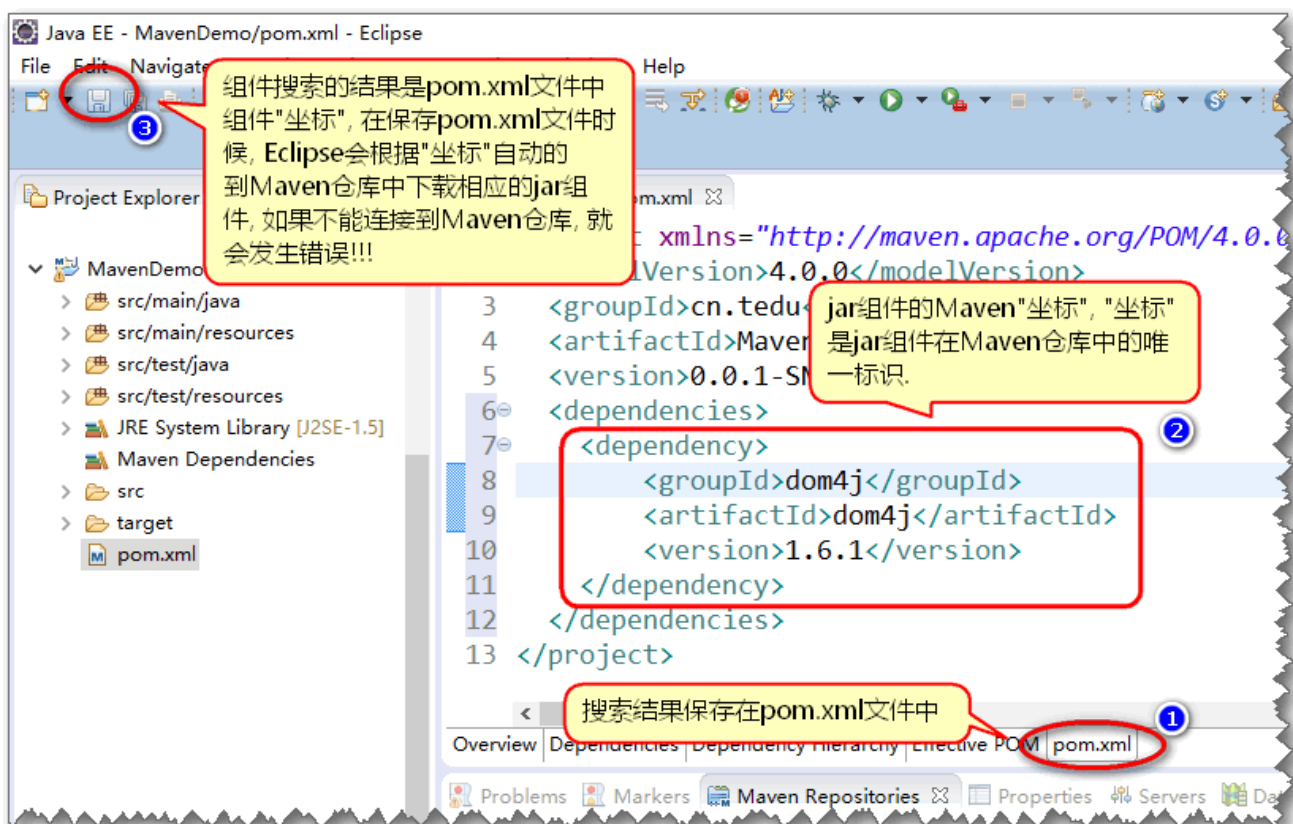 Java EE - MavenDemo/pom.xml - Eclipse
File Edit Navigate Help
组件搜索的结果是pom.xml文件中
组件"坐标", 在保存pom.xml文件时
候, Eclipse会根据"坐标"自动的
到Maven仓库中下载相应的jar组
件, 如果不能连接到Maven仓库, 就
会发生错误!!!
3
Project Explorer
MavenDemo
src/main/java
src/main/resources
src/test/java
src/test/resources
JRE System Library [J2SE-1.5]
Maven Dependencies
src
target
pom.xml
m.xml
xmlns="http://maven.apache.org/POM/4.0.0
lVersion>4.0.0</modelVersion>
3 <groupId>cn.tedu<
4 <artifactId>Maven
5 <version>0.0.1-SN
6 <dependencies>
7 <dependency>
8 <groupId>dom4j</groupId>
9 <artifactId>dom4j</artifactId>
10 <version>1.6.1</version>
11 </dependency>
12 </dependencies>
13 </project>
jar组件的Maven"坐标", "坐标"
是jar组件在Maven仓库中的唯
一标识.
2
搜索结果保存在pom.xml文件中
1
Overview Dependencies Dependency Hierarchy Effective POM pom.xml
Problems Markers Maven Repositories Properties Servers Da